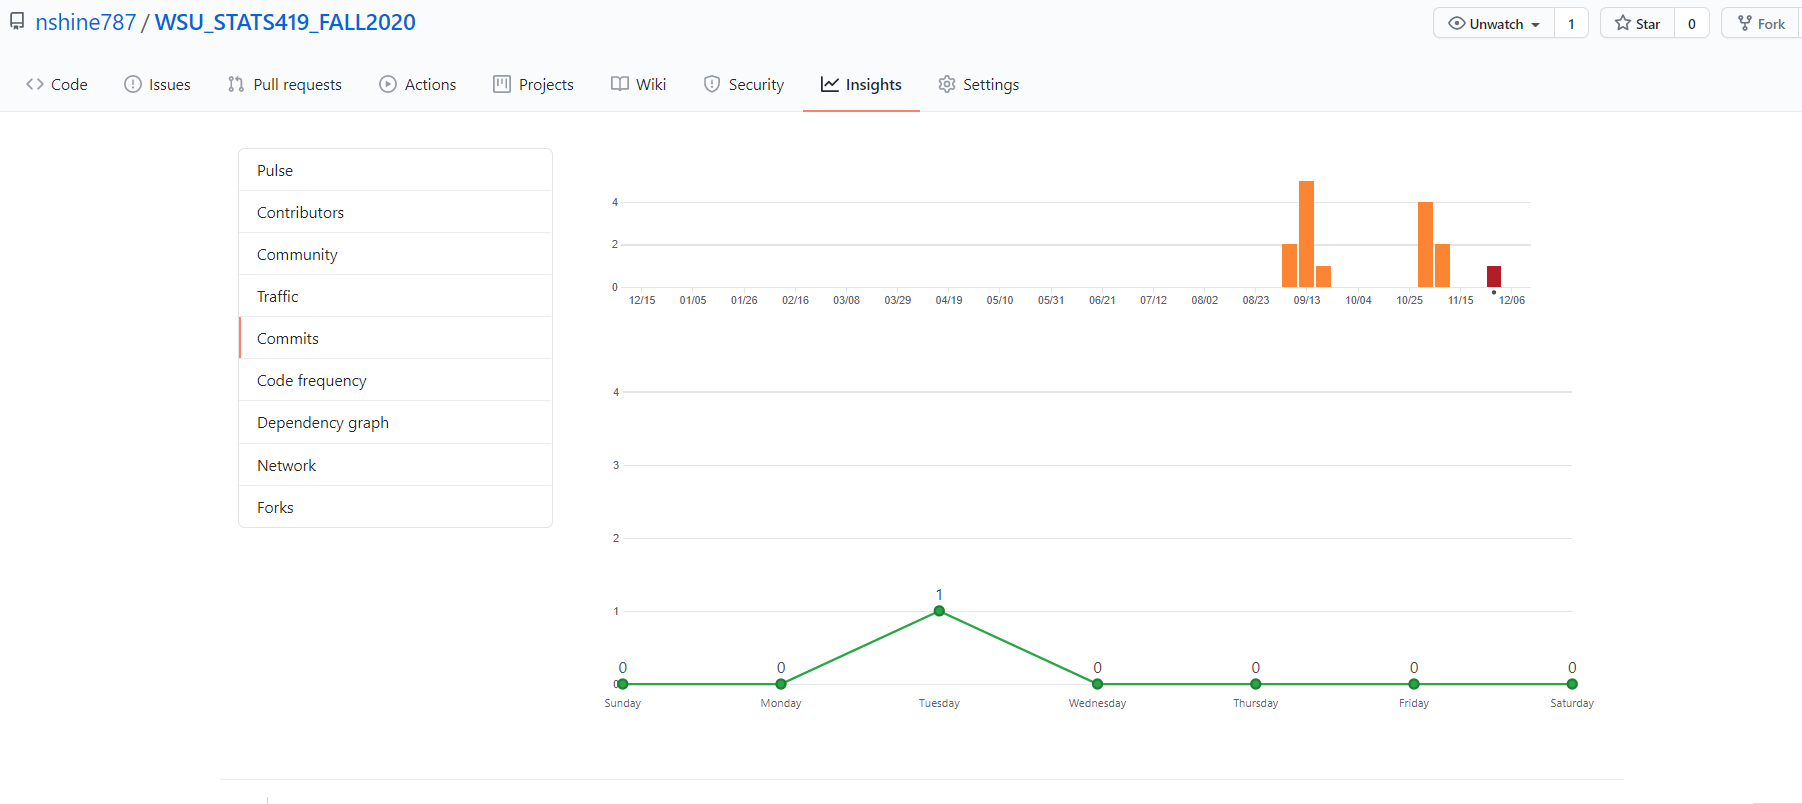 nshine787 / WSU_STATS419_FALL2020
Unwatch 1
Star 0
Fork
Code Issues Pull requests Actions Projects Wiki Security Insights Settings
Pulse
Contributors
Community
Traffic
Commits
Code frequency
Dependency graph
Network
Forks
4
2
0
12/15 01/05 01/26 02/16 03/08 03/29 04/19 05/10 05/31 06/21 07/12 08/02 08/23 09/13 10/04 10/25 11/15 12/06
4
3
2
1
0
1
0 0 0 0 0 0
Sunday Monday Tuesday Wednesday Thursday Friday Saturday